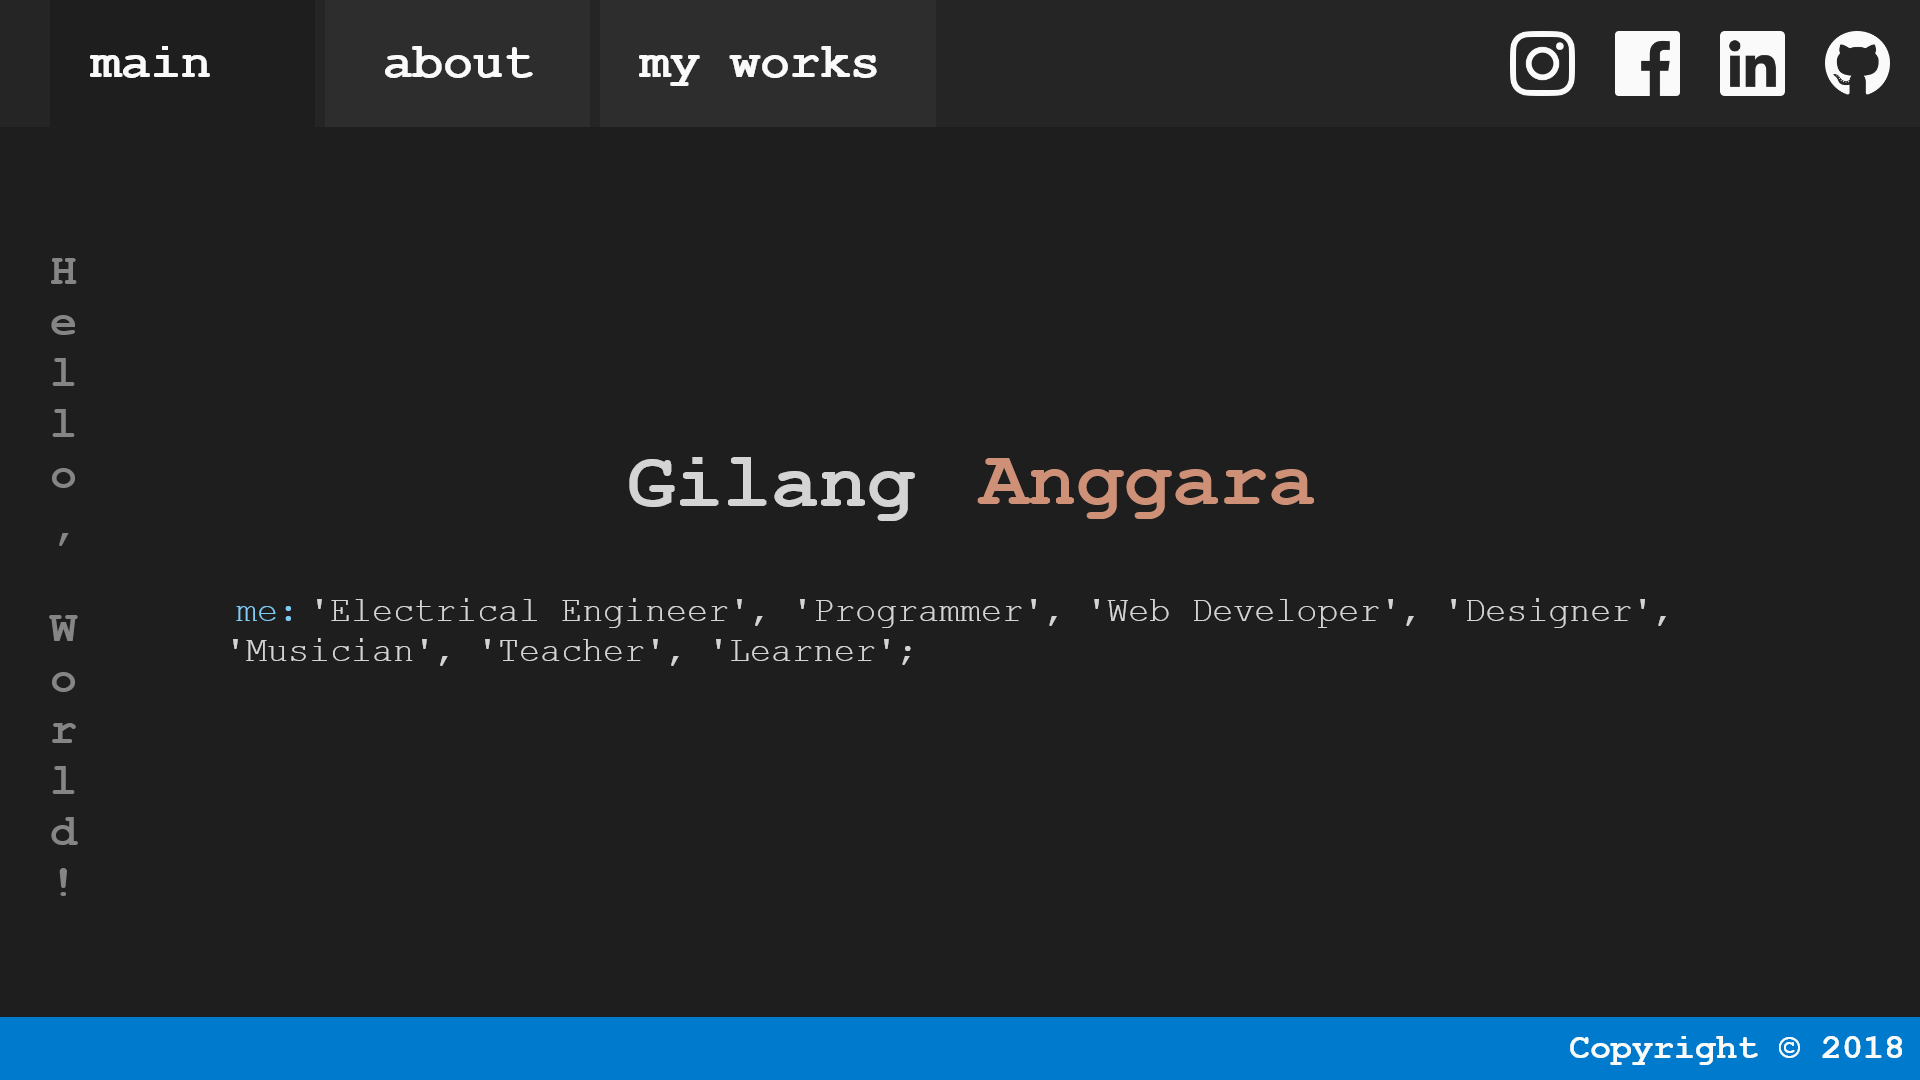 main
about
my works
Hello, World!
Gilang Anggara
me: 'Electrical Engineer', 'Programmer', 'Web Developer', 'Designer',
'Musician', 'Teacher', 'Learner';
Copyright © 2018